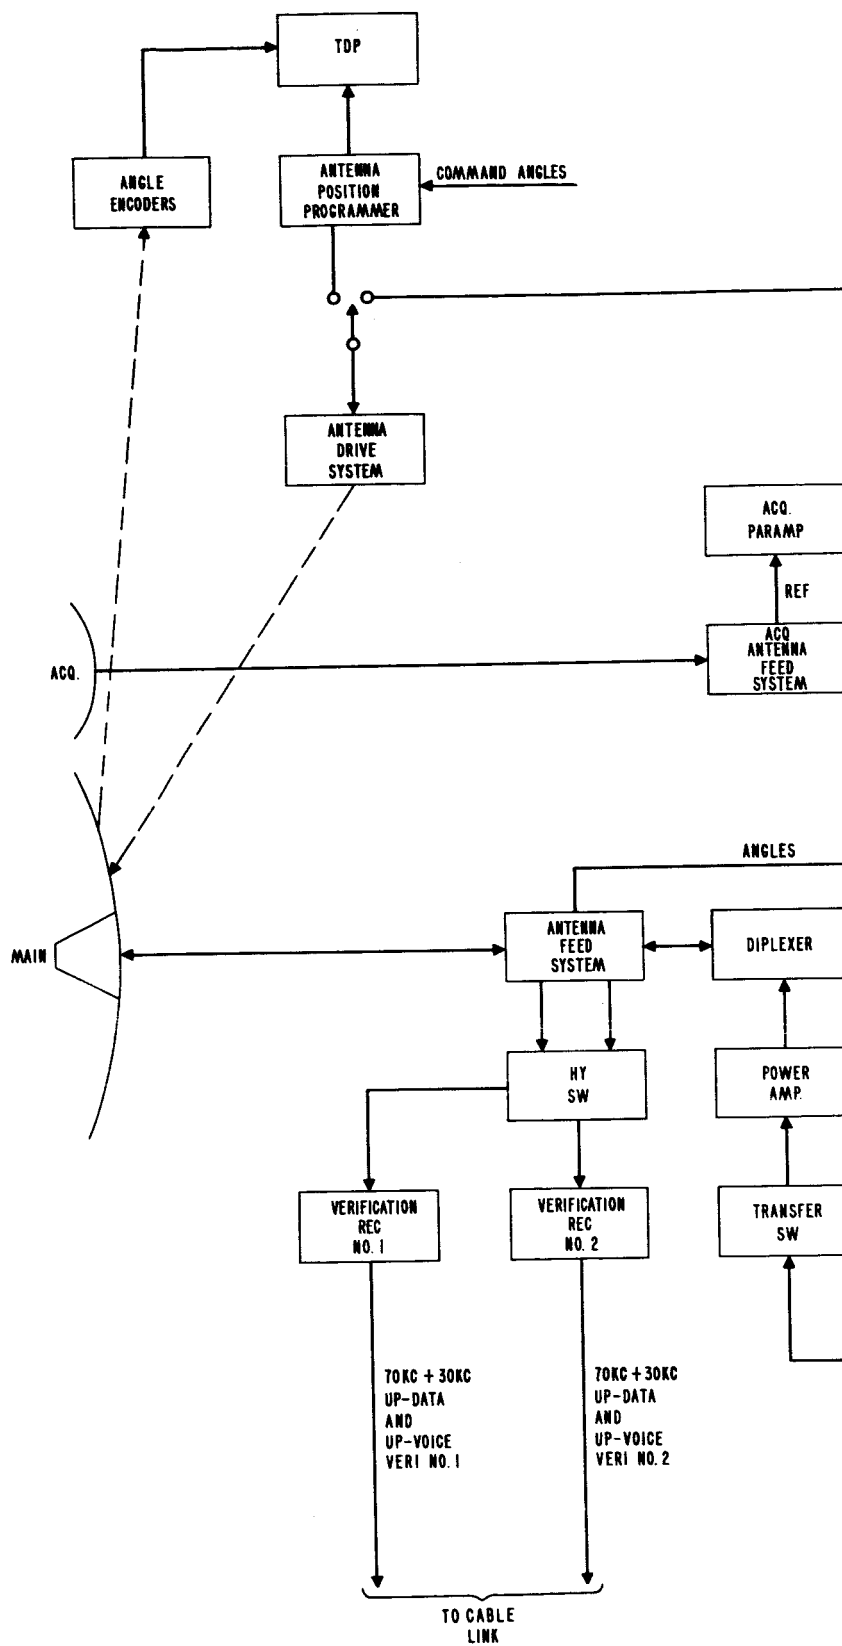 TDP
ANGLE
ENCODERS
ANTENNA
POSITION
PROGRAMMER
COMMAND ANGLES
ANTENNA
DRIVE
SYSTEM
ACQ.
PARAMP
REF
ACQ
ANTENNA
FEED
SYSTEM
ACQ.
ANGLES
MAIN
ANTENNA
FEED
SYSTEM
DIPLEXER
HY
SW
POWER
AMP.
VERIFICATION
REC
NO. 1
VERIFICATION
REC
NO. 2
TRANSFER
SW
70KC + 30KC
UP-DATA
AND
UP-VOICE
VERI NO. 1
70KC + 30KC
UP-DATA
AND
UP-VOICE
VERI NO. 2
TO CABLE
LINK